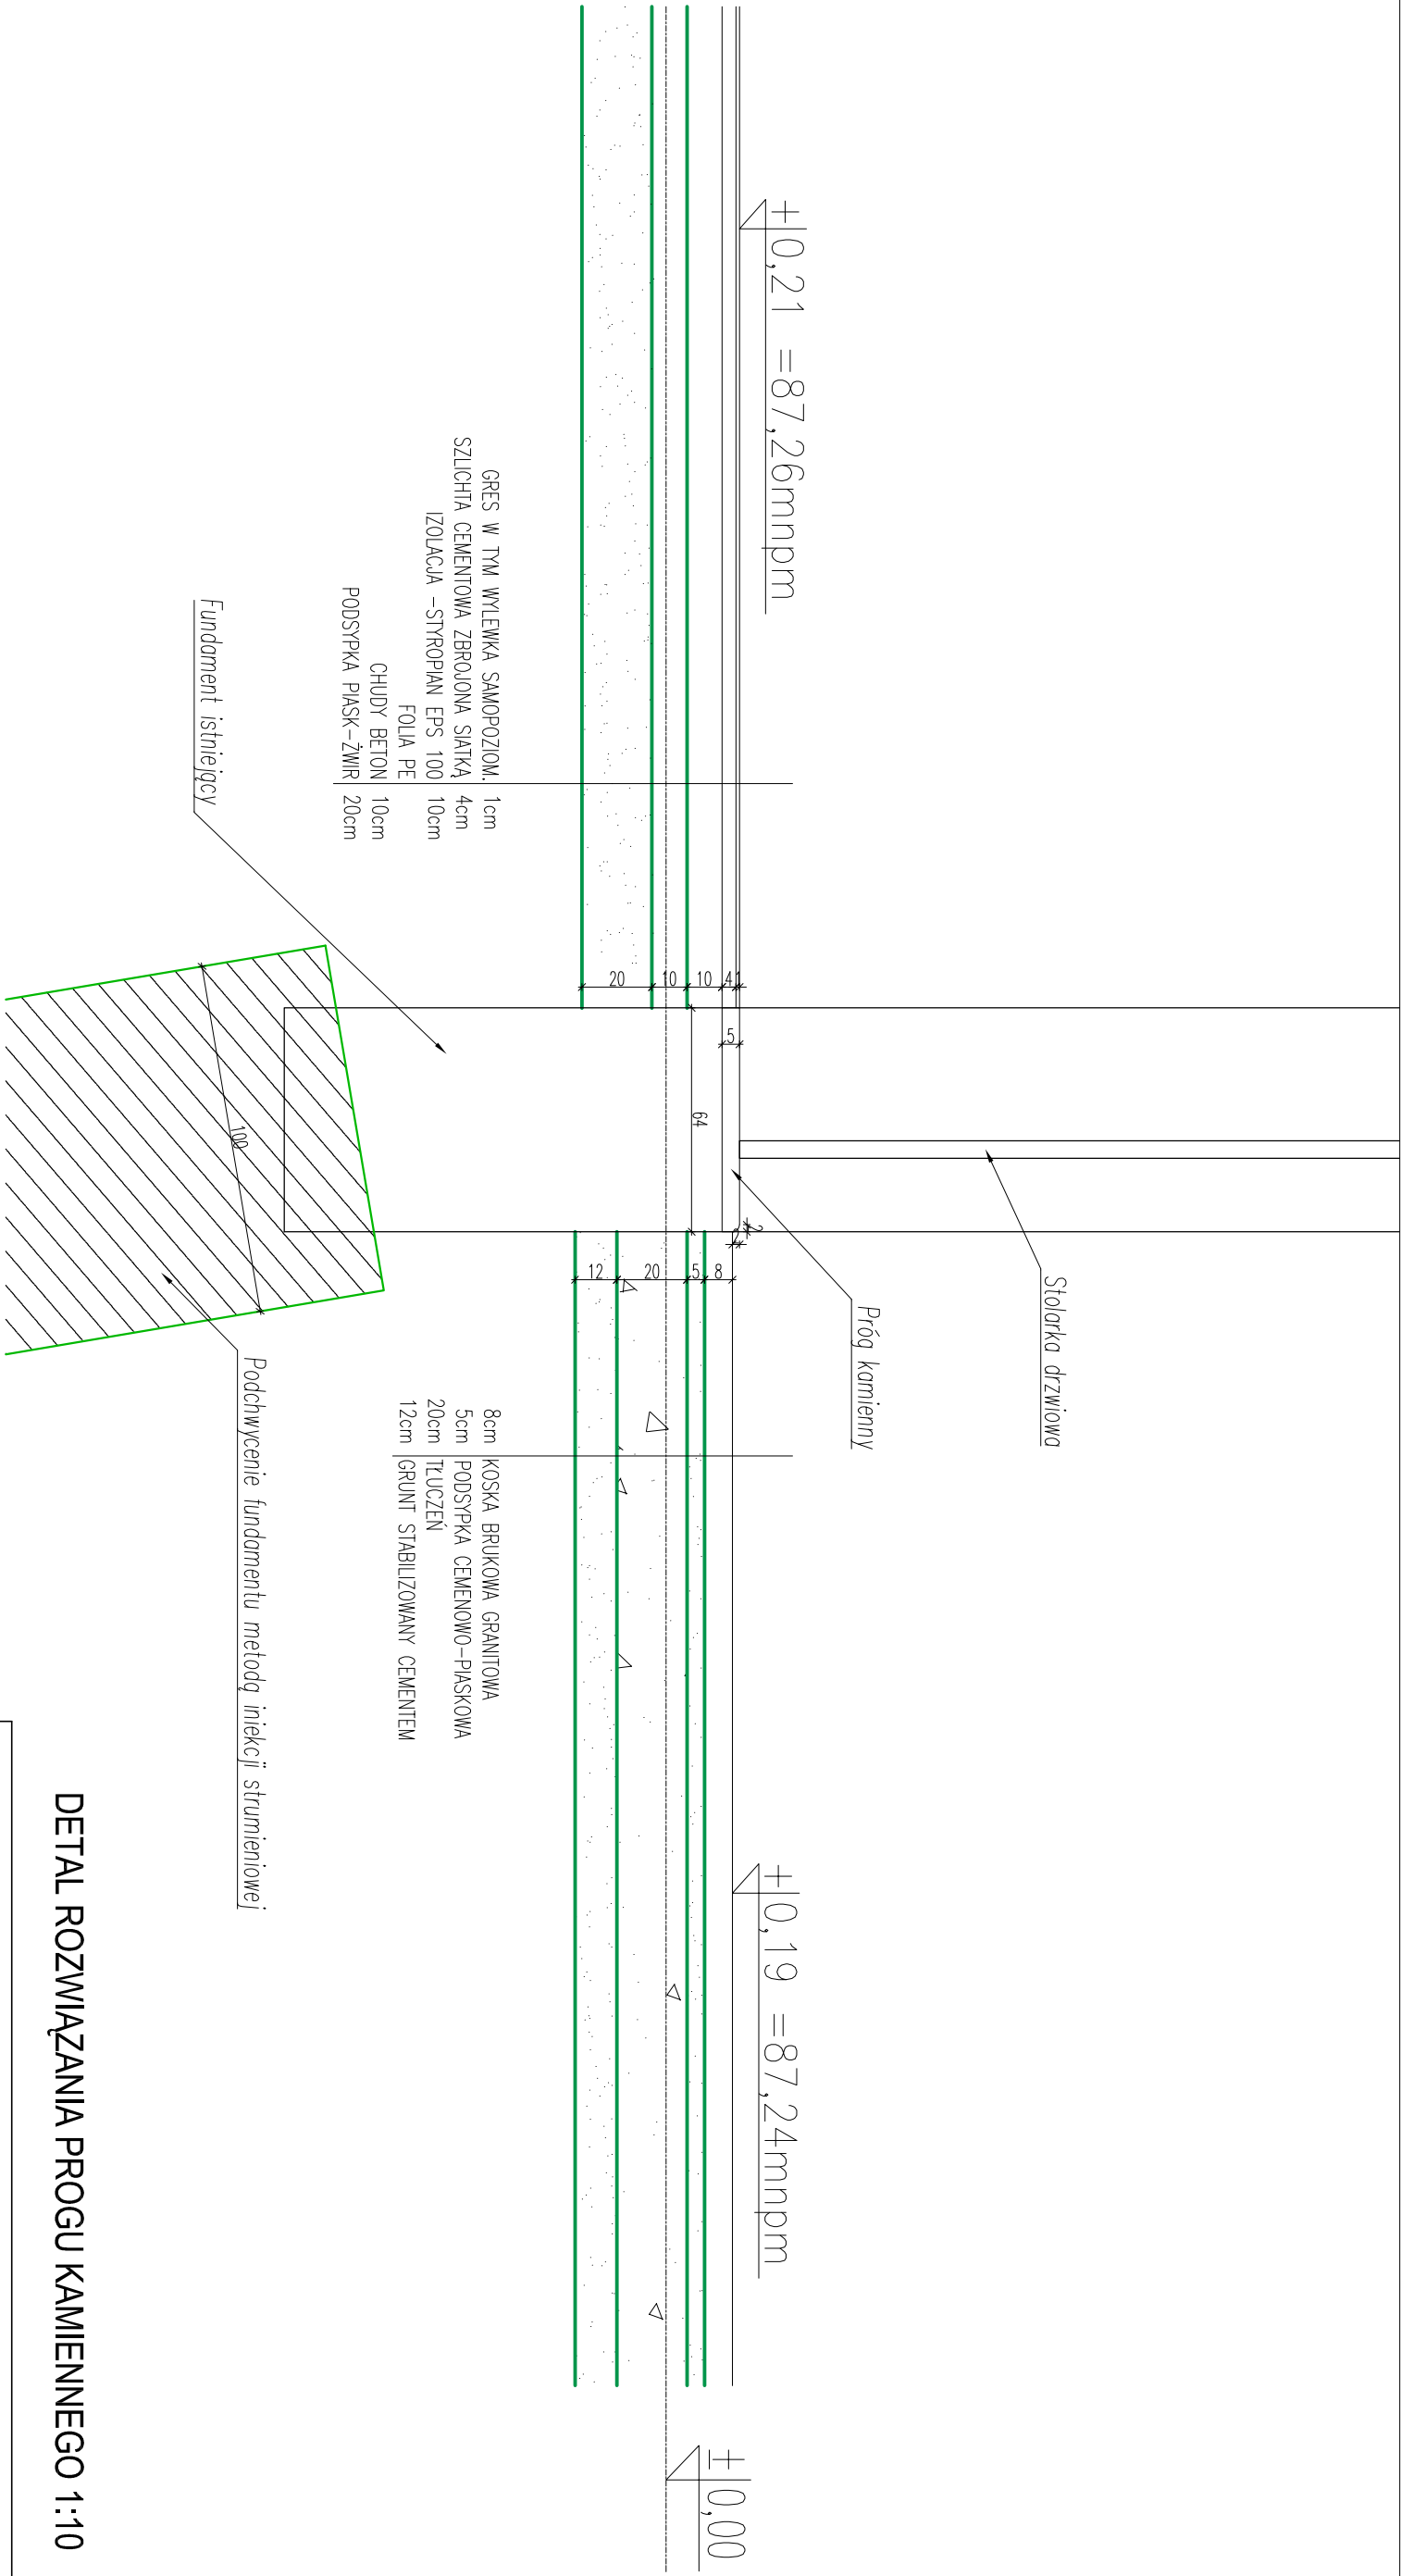 Stolarka drzwiowa
Próg kamienny
+0,21 =87,26mnpm
+0,19 =87,24mnpm
±0,00
1
4
10
10
20
5
64
2
2
8
5
20
12
GRES W TYM WYLEWKA SAMOPOZIOM. 1cm
SZLICHTA CEMENTOWA ZBROJONA SIATKĄ 4cm
IZOLACJA -STYROPIAN EPS 100 10cm
FOLIA PE
CHUDY BETON 10cm
PODSYPKA PIASK-ŻWIR 20cm
8cm KOSKA BRUKOWA GRANITOWA
5cm PODSYPKA CEMENOWO-PIASKOWA
20cm TŁUCZEŃ
12cm GRUNT STABILIZOWANY CEMENTEM
Fundament istniejący
100
Podchwycenie fundamentu metodą iniekcji strumieniowej
DETAL ROZWIĄZANIA PROGU KAMIENNEGO 1:10